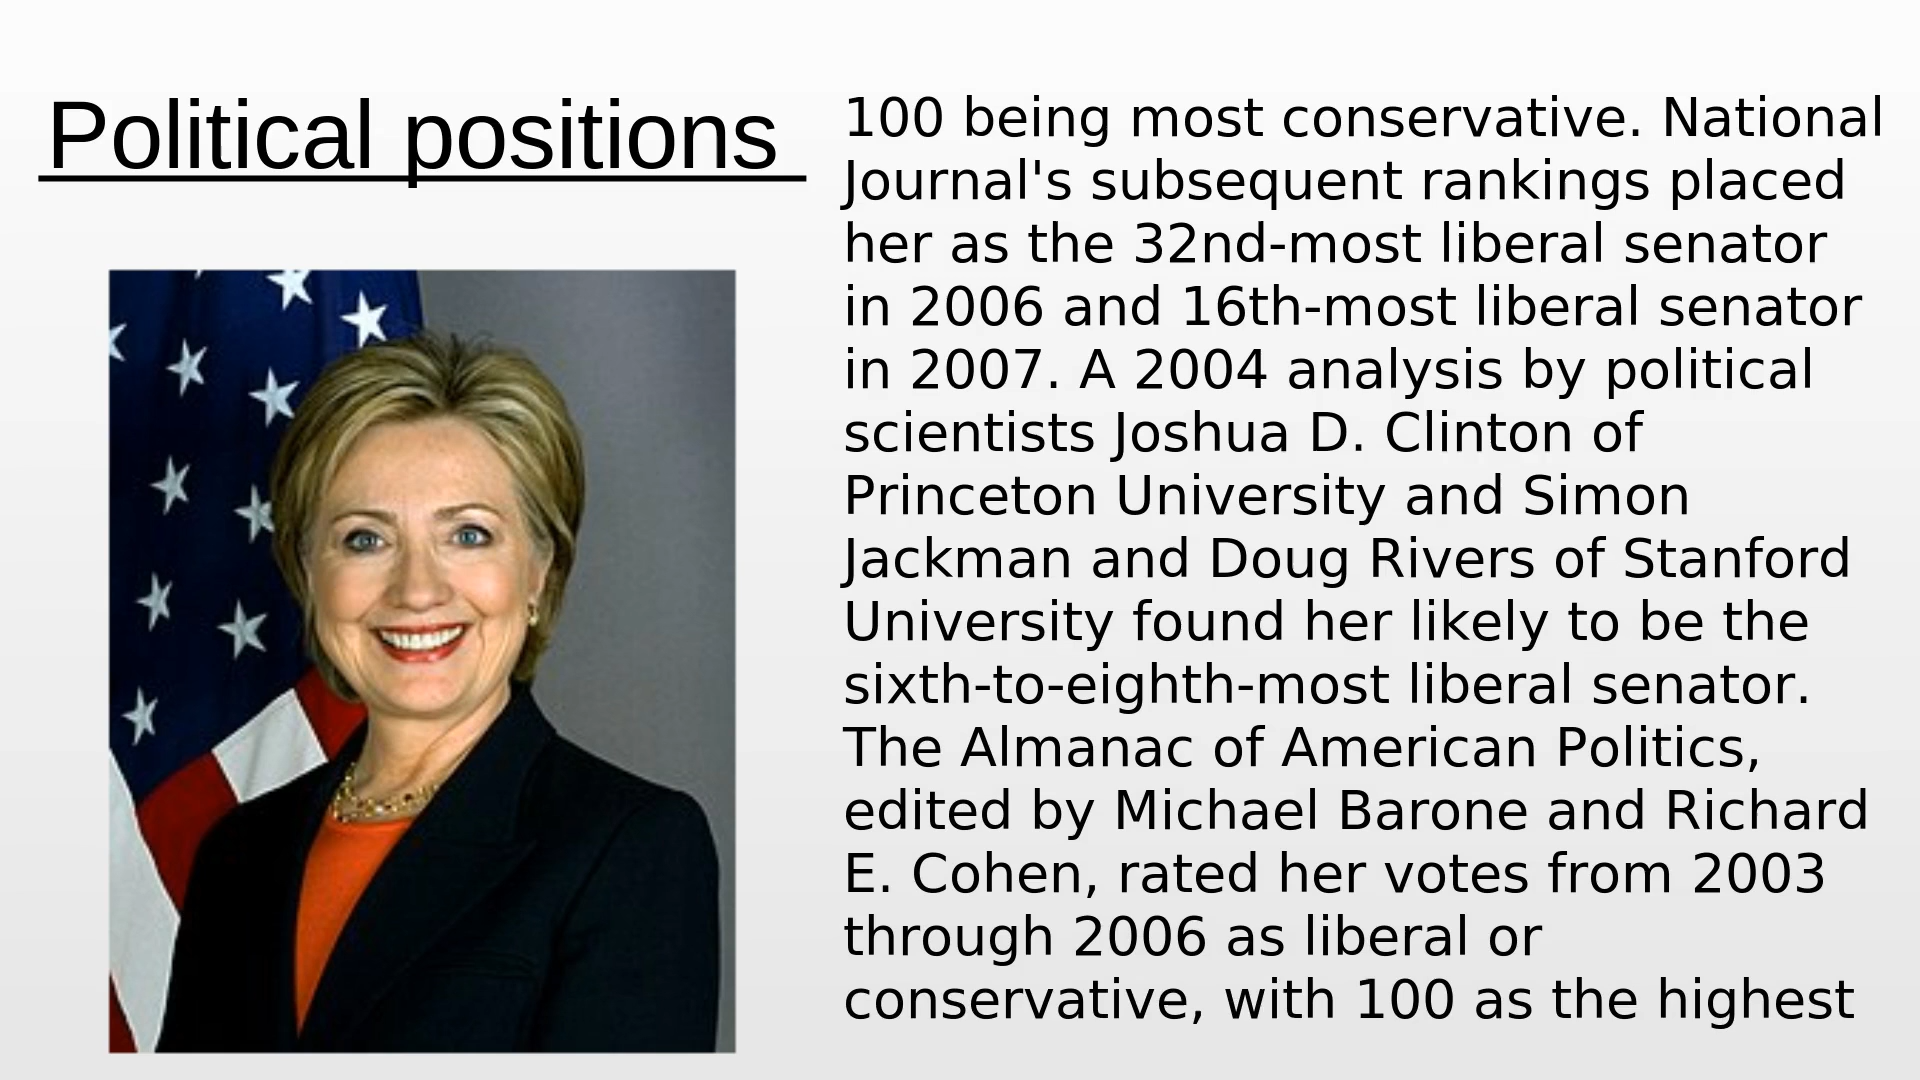 Political positions
100 being most conservative. National
Journal's subsequent rankings placed
her as the 32nd-most liberal senator
in 2006 and 16th-most liberal senator
in 2007. A 2004 analysis by political
scientists Joshua D. Clinton of
Princeton University and Simon
Jackman and Doug Rivers of Stanford
University found her likely to be the
sixth-to-eighth-most liberal senator.
The Almanac of American Politics,
edited by Michael Barone and Richard
E. Cohen, rated her votes from 2003
through 2006 as liberal or
conservative, with 100 as the highest